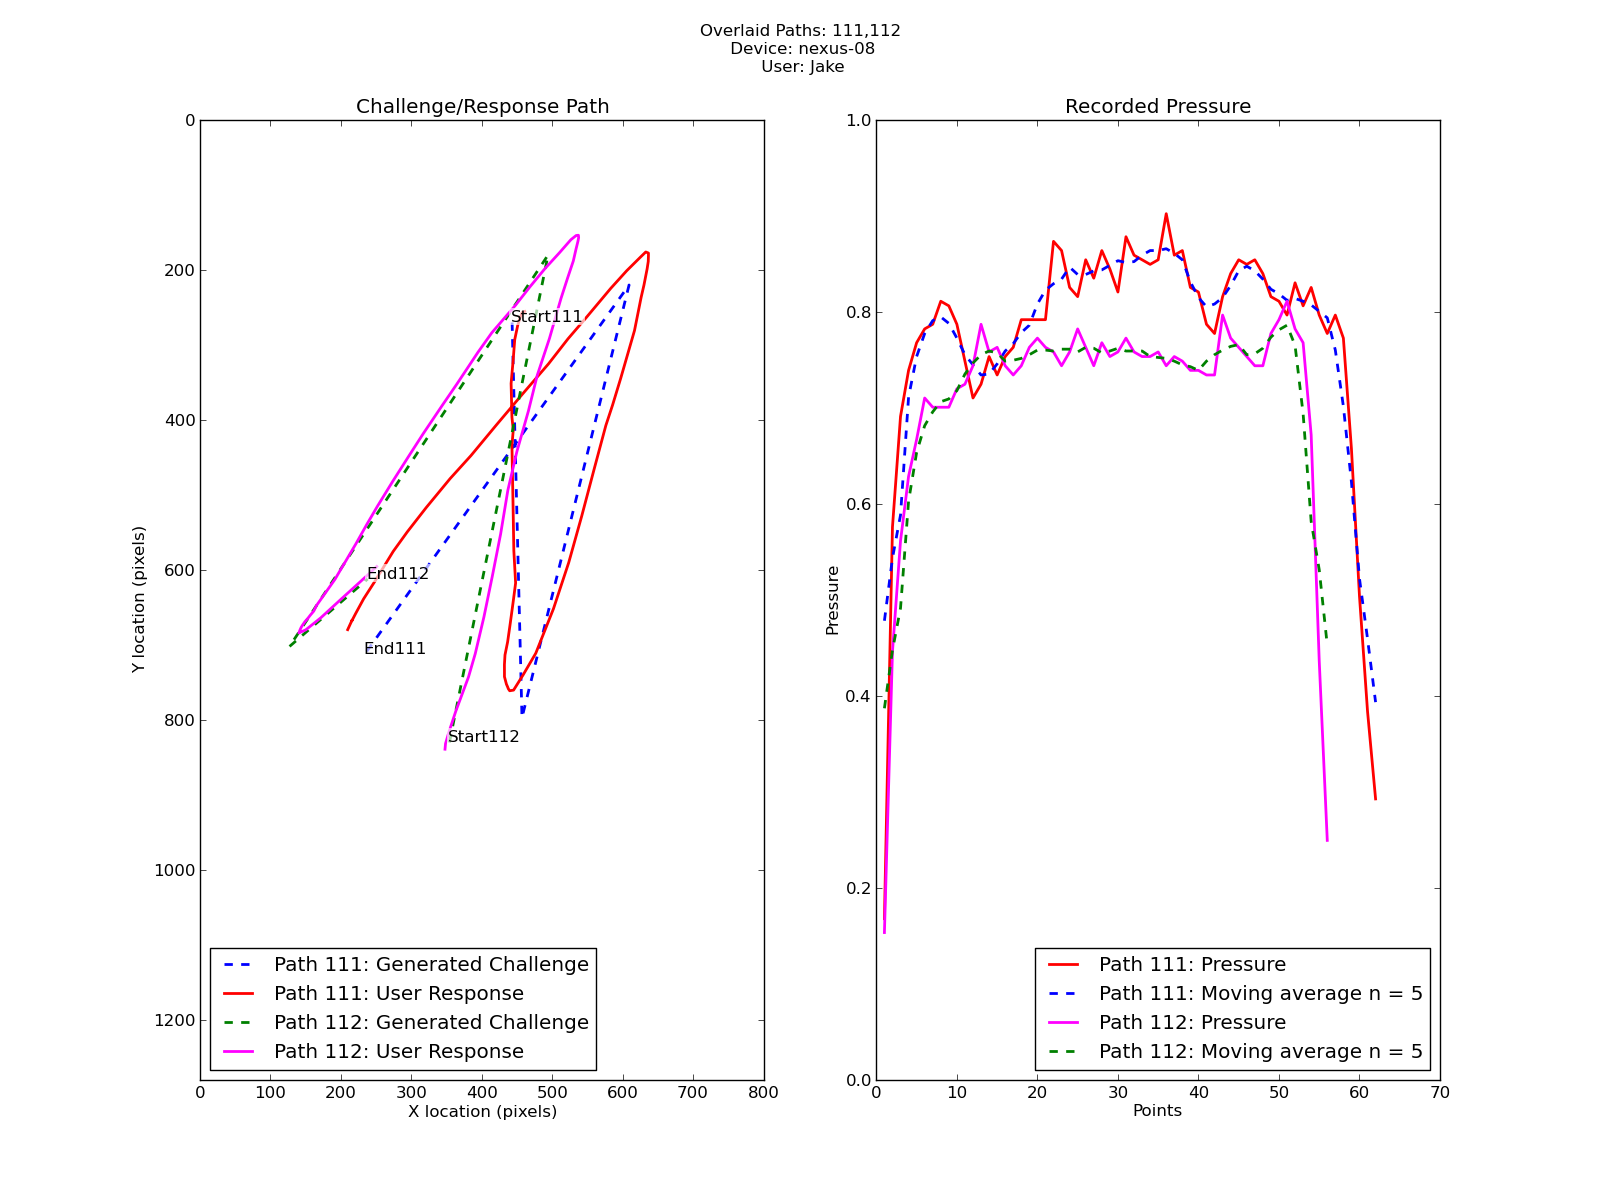 Overlaid Paths: 111,112
Device: nexus-08
User: Jake
Challenge/Response Path
0
200
400
600
800
1000
1200
Y location (pixels)
Start111
End112
End111
Start112
Path 111: Generated Challenge
Path 111: User Response
Path 112: Generated Challenge
Path 112: User Response
0 100 200 300 400 500 600 700 800
X location (pixels)
Recorded Pressure
1.0
0.8
0.6
0.4
0.2
0.0
Pressure
Path 111: Pressure
Path 111: Moving average n = 5
Path 112: Pressure
Path 112: Moving average n = 5
0 10 20 30 40 50 60 70
Points